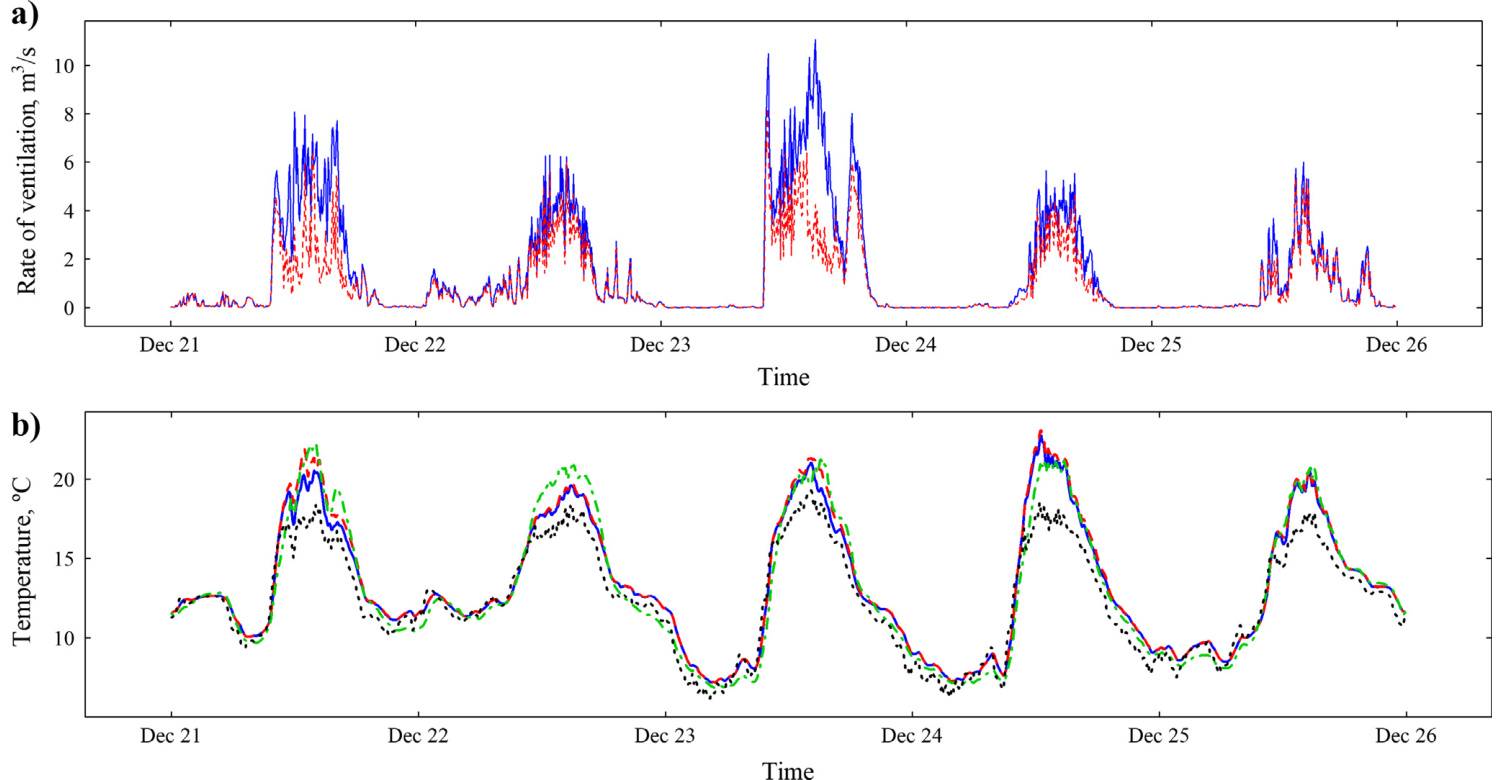 a)
Rate of ventilation, m³/s
10
8
6
4
2
0
Dec 21 Dec 22 Dec 23 Dec 24 Dec 25 Dec 26
Time
b)
Temperature, ºC
20
15
10
Dec 21 Dec 22 Dec 23 Dec 24 Dec 25 Dec 26
Time